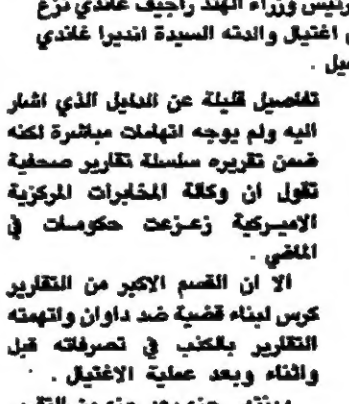 رئيس وزراء الهند راجيف غاندي نزع
اغتيال والدته السيدة انديرا غاندي
تفاصيل قليلة عن الدليل الذي اشار
اليه ولم يوجه اتهامات مباشرة لكنه
ضمن تقريره سلسلة تقارير صحفية
تقول ان وكالة المخابرات المركزية
الاميركية زعزعت حكومات في
الماضي .
الا ان القسم الاكبر من التقارير
كرس لبناء قضية ضد داوان واتهمته
التقارير بالكذب في تصرفاته قبل
واثناء وبعد عملية الاغتيال .